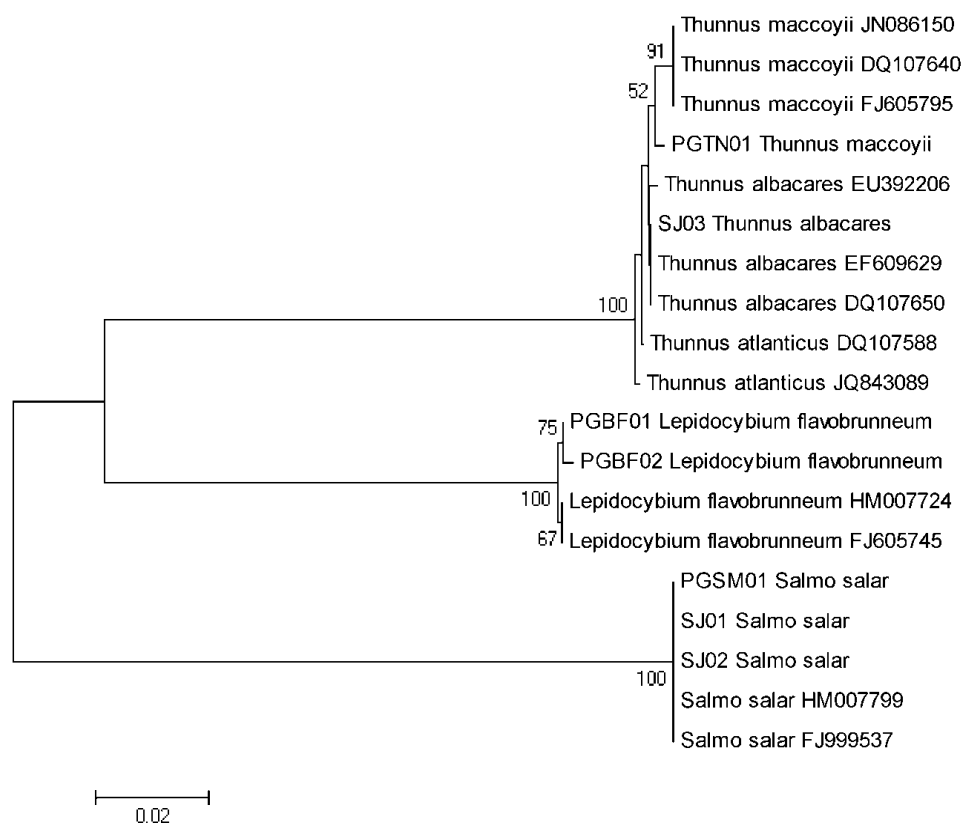 Thunnus maccoyii JN086150
91
Thunnus maccoyii DQ107640
52
Thunnus maccoyii FJ605795
PGTN01 Thunnus maccoyii
Thunnus albacares EU392206
SJ03 Thunnus albacares
Thunnus albacares EF609629
100
Thunnus albacares DQ107650
Thunnus atlanticus DQ107588
Thunnus atlanticus JQ843089
75
PGBF01 Lepidocybium flavobrunneum
PGBF02 Lepidocybium flavobrunneum
100
Lepidocybium flavobrunneum HM007724
67
Lepidocybium flavobrunneum FJ605745
PGSM01 Salmo salar
SJ01 Salmo salar
SJ02 Salmo salar
100
Salmo salar HM007799
Salmo salar FJ999537
0.02